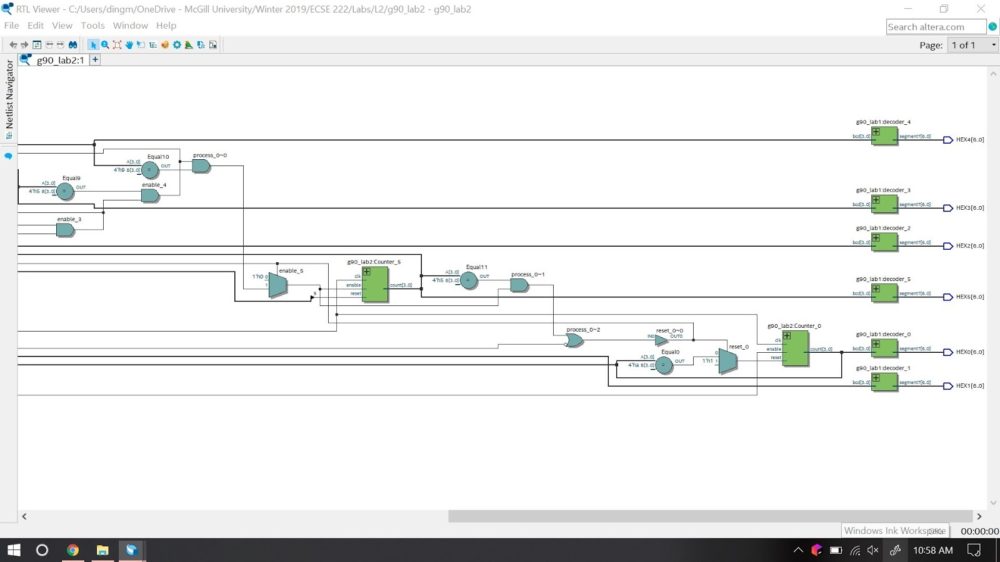 RTL Viewer - C:/Users/dingm/OneDrive - McGill University/Winter 2019/ECSE 222/Labs/L2/g90_lab2 - g90_lab2
File Edit View Tools Window Help
Search altera.com
Page: 1 of 1
g90_lab2:1 +
Netlist Navigator
g90_lab1:decoder_4
bcd[3..0] segment7[6..0] HEX4[6..0]
Equal10 process_0~0
A[3..0]
4'h9 B[3..0] OUT
Equal9
A[3..0] OUT
4'h5 B[3..0]
enable_4
g90_lab1:decoder_3
bcd[3..0] segment7[6..0] HEX3[6..0]
enable_3
g90_lab1:decoder_2
bcd[3..0] segment7[6..0] HEX2[6..0]
enable_5
1'h0 0
1
g90_lab2:Counter_5
clk
enable count[3..0]
reset
5
Equal11
A[3..0] OUT
4'h5 B[3..0]
process_0~1
g90_lab1:decoder_5
bcd[3..0] segment7[6..0] HEX5[6..0]
process_0~2
reset_0~0
IN0 OUT0
Equal0
A[3..0]
4'ha B[3..0] OUT
reset_0
0
1'h1 1
g90_lab2:Counter_0
clk
enable count[3..0]
reset
g90_lab1:decoder_0
bcd[3..0] segment7[6..0] HEX0[6..0]
g90_lab1:decoder_1
bcd[3..0] segment7[6..0] HEX1[6..0]
Windows Ink Workspace
00:00:00
10:58 AM